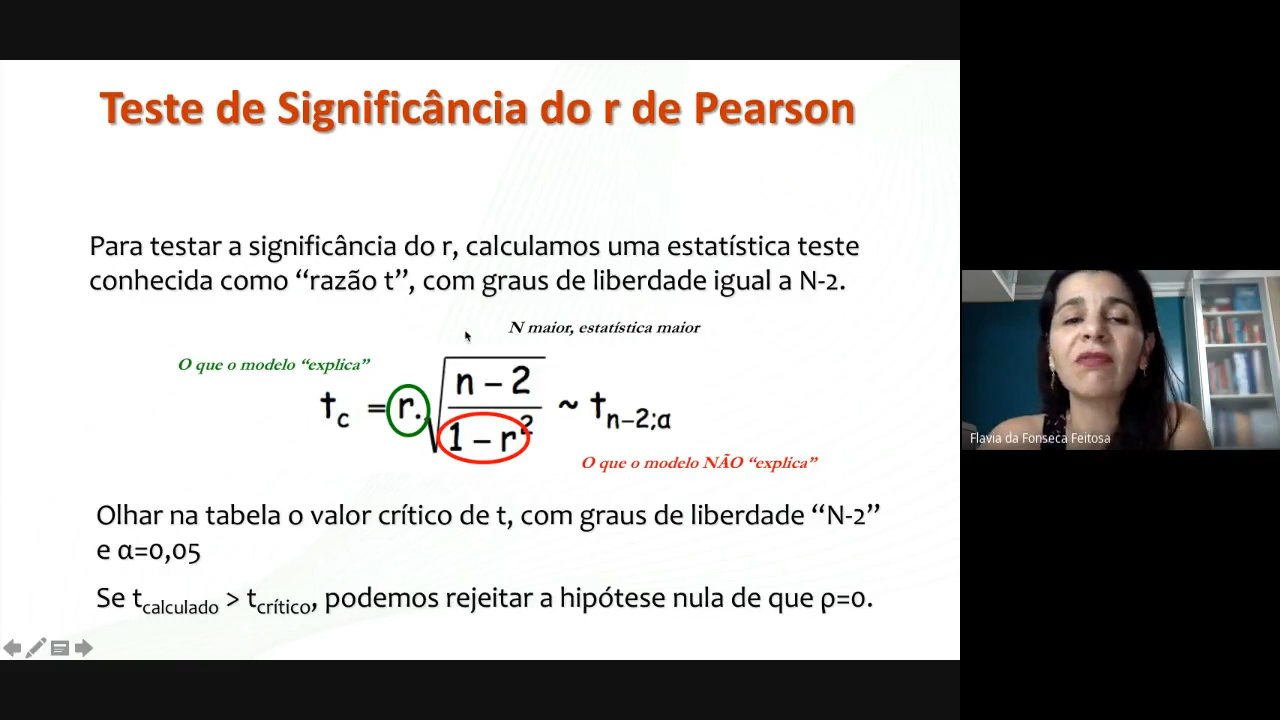 Teste de Significância do r de Pearson
Para testar a significância do r, calculamos uma estatística teste
conhecida como “razão t”, com graus de liberdade igual a N-2.
N maior, estatística maior
O que o modelo “explica”
t_c = r. √((n – 2)/(1 – r²)) ~ t_{n–2;α}
O que o modelo NÃO “explica”
Olhar na tabela o valor crítico de t, com graus de liberdade “N-2”
e α=0,05
Se t_calculado > t_crítico, podemos rejeitar a hipótese nula de que ρ=0.
Flavia da Fonseca Feitosa